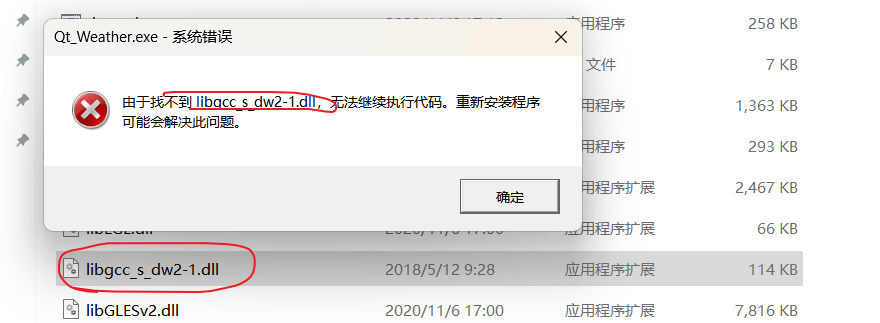 应用程序
258 KB
Qt_Weather.exe - 系统错误
文件
7 KB
由于找不到 libgcc_s_dw2-1.dll，无法继续执行代码。重新安装程序
可能会解决此问题。
应用程序
1,363 KB
应用程序
293 KB
应用程序扩展
2,467 KB
确定
libEGL.dll
2020/11/6 17:00
应用程序扩展
66 KB
libgcc_s_dw2-1.dll
2018/5/12 9:28
应用程序扩展
114 KB
libGLESv2.dll
2020/11/6 17:00
应用程序扩展
7,816 KB